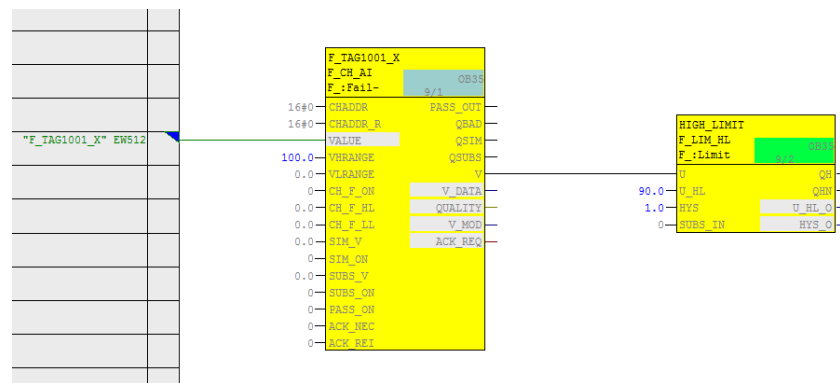 F_TAG1001_X
F_CH_AI
F_:Fail- OB35
9/1
16#0 CHADDR PASS_OUT
16#0 CHADDR_R QBAD
"F_TAG1001_X" EW512 VALUE QSIM
100.0 VHRANGE QSUBS
0.0 VLRANGE V
0 CH_F_ON V_DATA
0.0 CH_F_HL QUALITY
0.0 CH_F_LL V_MOD
0.0 SIM_V ACK_REQ
0 SIM_ON
0.0 SUBS_V
0 SUBS_ON
0 PASS_ON
0 ACK_NEC
0 ACK_REI
HIGH_LIMIT
F_LIM_HL
F_:Limit OB35
9/2
U QH
90.0 U_HL QHN
1.0 HYS U_HL_O
0 SUBS_IN HYS_O